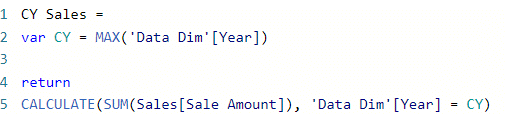 1 CY Sales =
2 var CY = MAX('Data Dim'[Year])
3
4 return
5 CALCULATE(SUM(Sales[Sale Amount]), 'Data Dim'[Year] = CY)